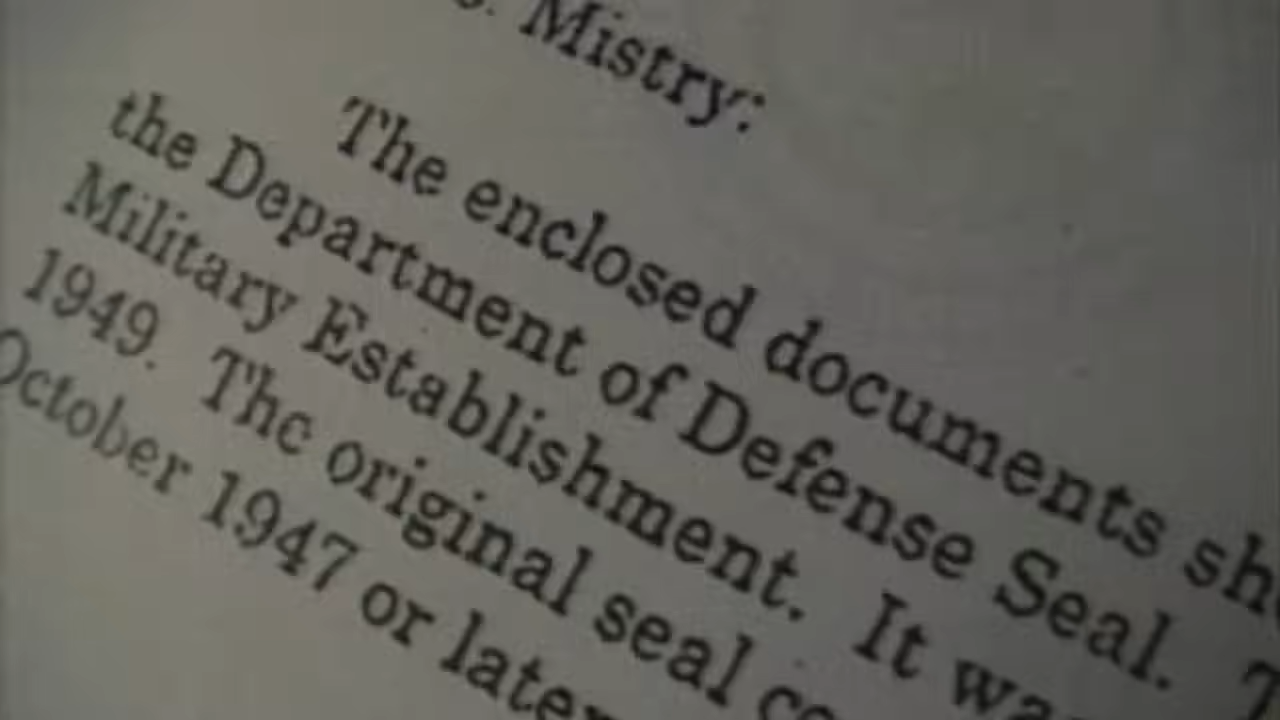 Mistry:
The enclosed documents
the Department of Defense Seal.
Military Establishment. It
1949. The original seal
October 1947 or later